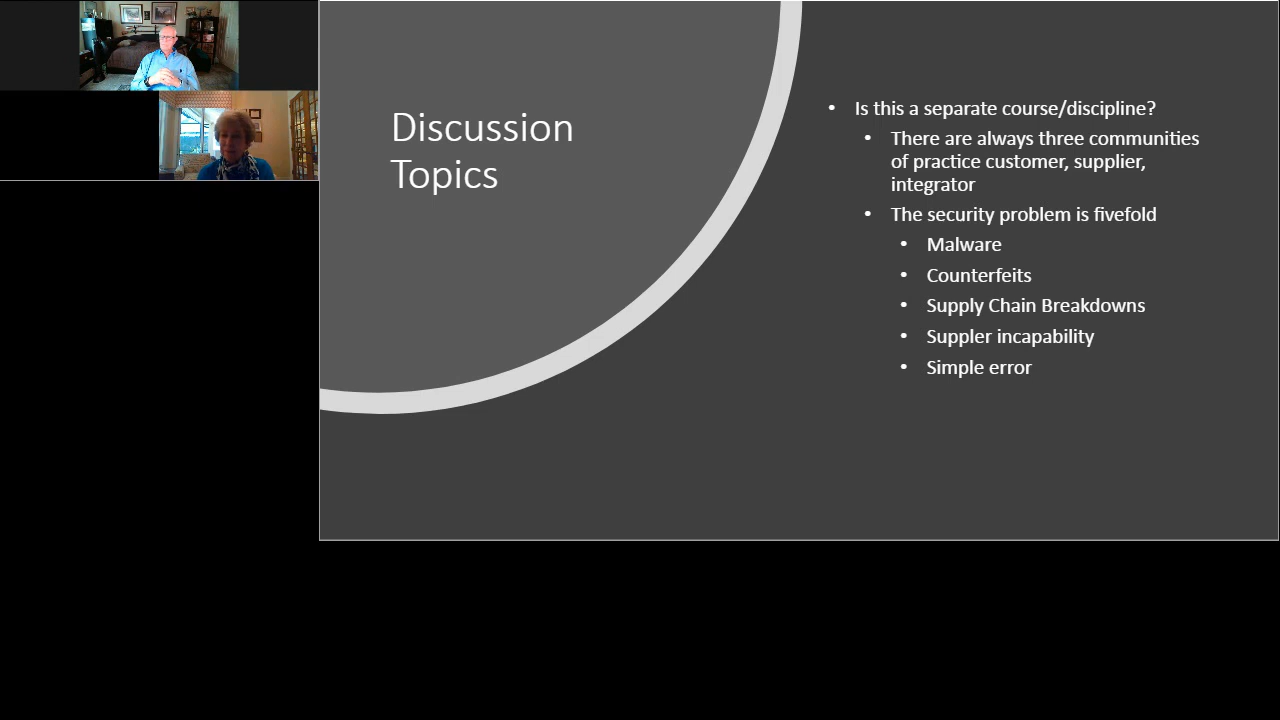 Discussion
Topics
• Is this a separate course/discipline?
• There are always three communities
of practice customer, supplier,
integrator
• The security problem is fivefold
• Malware
• Counterfeits
• Supply Chain Breakdowns
• Suppler incapability
• Simple error